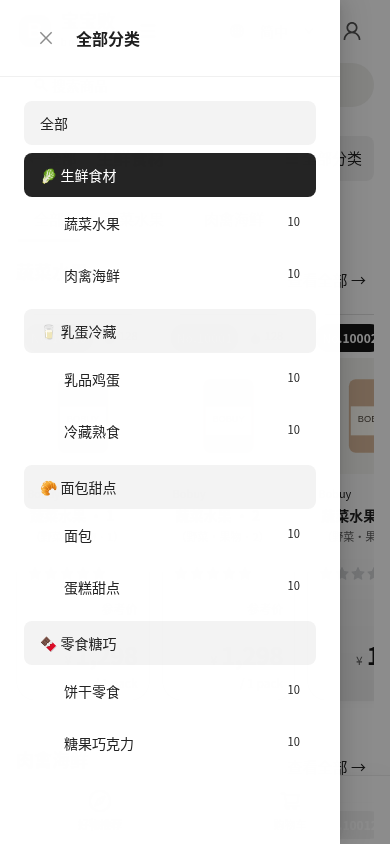 全部分类
全部
🥬 生鲜食材
蔬菜水果 10
肉禽海鲜 10
🥛 乳蛋冷藏
乳品鸡蛋 10
冷藏熟食 10
🥐 面包甜点
面包 10
蛋糕甜点 10
🍫 零食糖巧
饼干零食 10
糖果巧克力 10
分类
部 →
.10002
BOB
uy
菜水果
¥ 1
部 →